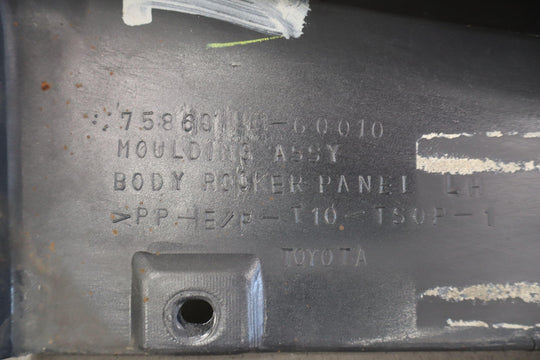 -60010
MOULDING ASSY
BODY ROCKER PANEL LH
>PP-E/P-T10-TSOP-1
TOYOTA